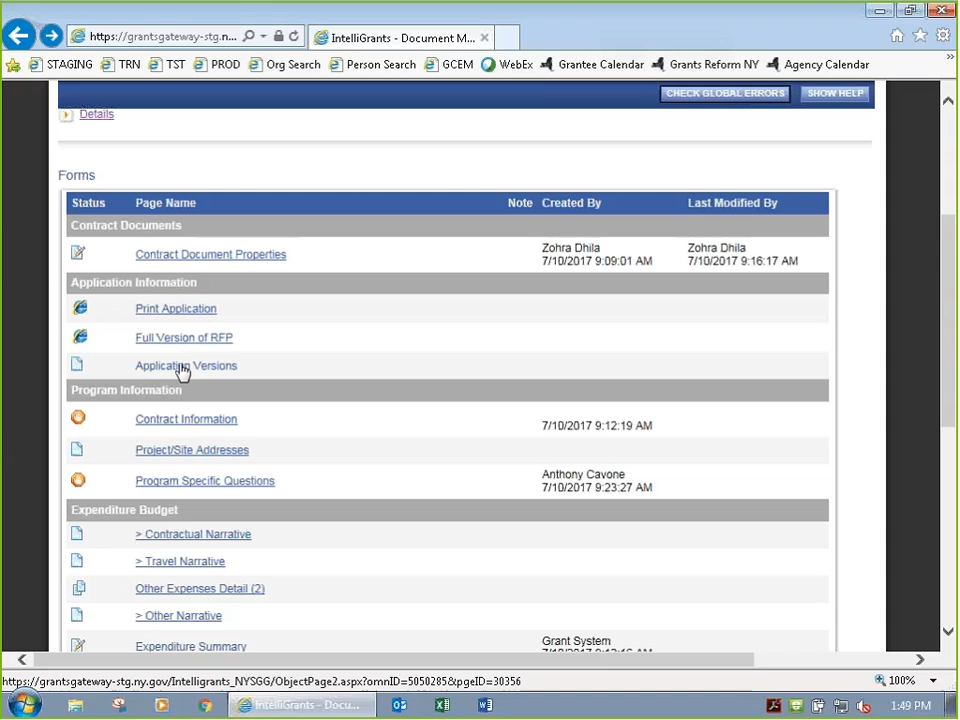 https://grantsgateway-stg.n...
IntelliGrants - Document M...
STAGING TRN TST PROD Org Search Person Search GCEM WebEx Grantee Calendar Grants Reform NY Agency Calendar
CHECK GLOBAL ERRORS SHOW HELP
Details
Forms
Status Page Name Note Created By Last Modified By
Contract Documents
Contract Document Properties Zohra Dhila 7/10/2017 9:09:01 AM Zohra Dhila 7/10/2017 9:16:17 AM
Application Information
Print Application
Full Version of RFP
Application Versions
Program Information
Contract Information 7/10/2017 9:12:19 AM
Project/Site Addresses
Program Specific Questions Anthony Cavone 7/10/2017 9:23:27 AM
Expenditure Budget
> Contractual Narrative
> Travel Narrative
Other Expenses Detail (2)
> Other Narrative
Expenditure Summary Grant System
https://grantsgateway-stg.ny.gov/Intelligrants_NYSGG/ObjectPage2.aspx?omnID=5050285&pgeID=30356
100%
IntelliGrants - Docu...
1:49 PM